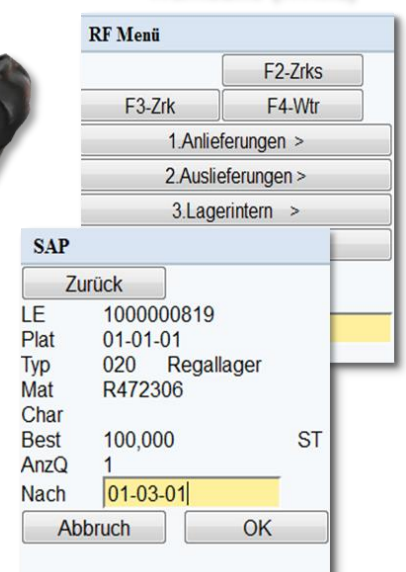 RF Menü
F2-Zrks
F3-Zrk F4-Wtr
1.Anlieferungen >
2.Auslieferungen >
3.Lagerintern >
SAP
Zurück
LE 1000000819
Plat 01-01-01
Typ 020 Regallager
Mat R472306
Char
Best 100,000 ST
AnzQ 1
Nach 01-03-01
Abbruch OK